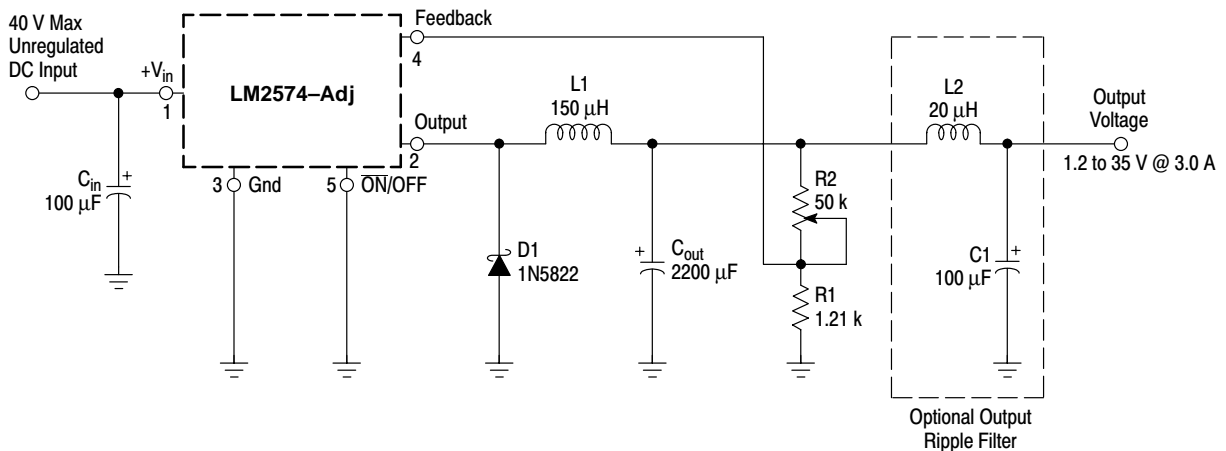 40 V Max
Unregulated
DC Input
+Vin
1
LM2574–Adj
Feedback
4
Output
2
3
Gnd
5
ON/OFF
Cin
100 µF
+
D1
1N5822
L1
150 µH
+
Cout
2200 µF
R2
50 k
R1
1.21 k
L2
20 µH
C1
100 µF
+
Output
Voltage
1.2 to 35 V @ 3.0 A
Optional Output
Ripple Filter